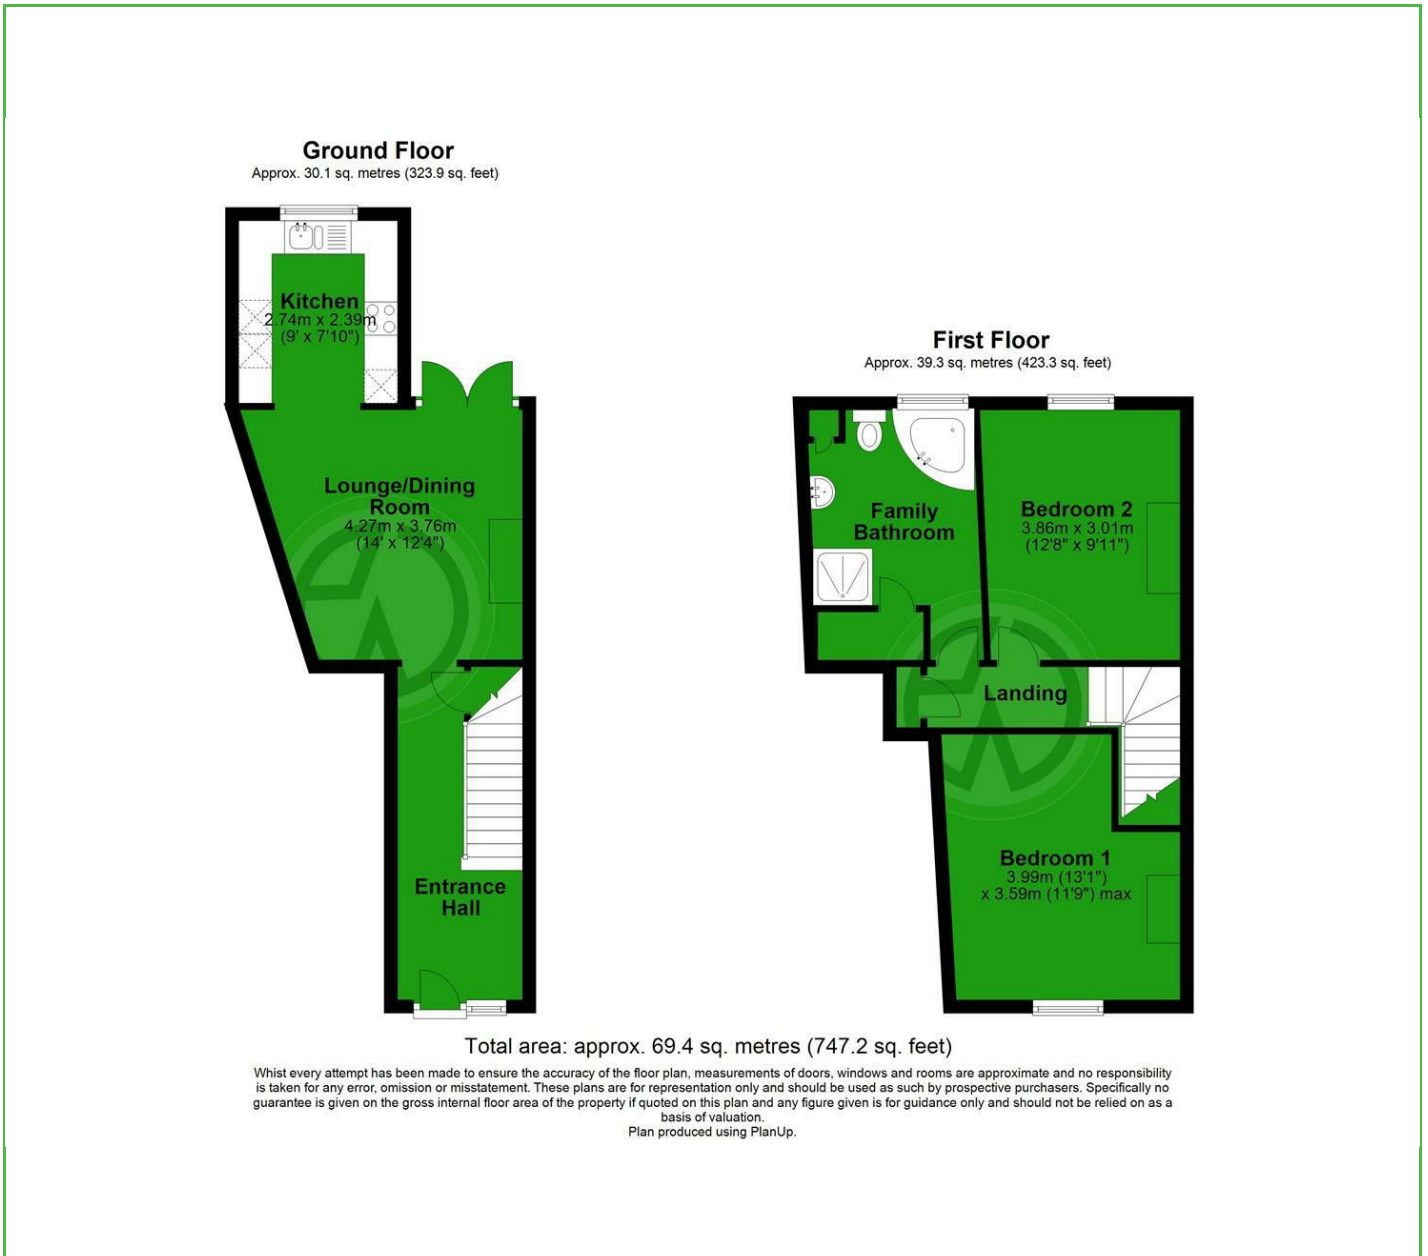 Ground Floor
Approx. 30.1 sq. metres (323.9 sq. feet)
Kitchen
2.74m x 2.39m
(9' x 7'10")
Lounge/Dining
Room
4.27m x 3.76m
(14' x 12'4")
Entrance
Hall
First Floor
Approx. 39.3 sq. metres (423.3 sq. feet)
Family
Bathroom
Bedroom 2
3.86m x 3.01m
(12'8" x 9'11")
Landing
Bedroom 1
3.99m (13'1")
x 3.59m (11'9") max
Total area: approx. 69.4 sq. metres (747.2 sq. feet)
Whist every attempt has been made to ensure the accuracy of the floor plan, measurements of doors, windows and rooms are approximate and no responsibility
is taken for any error, omission or misstatement. These plans are for representation only and should be used as such by prospective purchasers. Specifically no
guarantee is given on the gross internal floor area of the property if quoted on this plan and any figure given is for guidance only and should not be relied on as a
basis of valuation.
Plan produced using PlanUp.